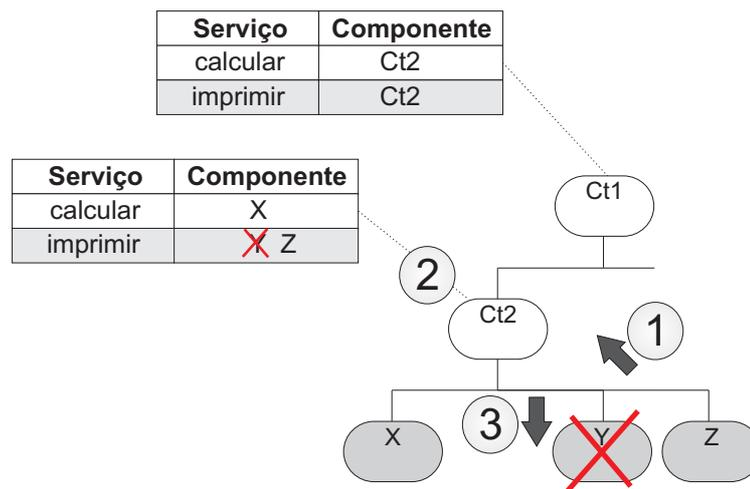 Serviço Componente
calcular Ct2
imprimir Ct2
Serviço Componente
calcular X
imprimir Y Z
Ct1
2
Ct2
1
3
X Y Z